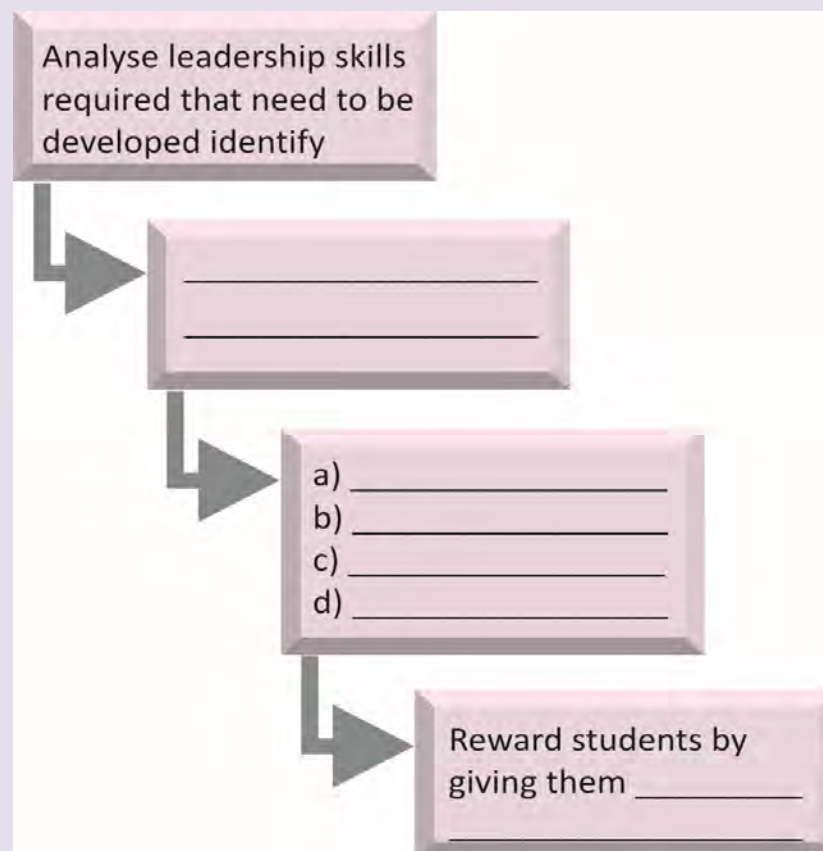 Analyse leadership skills
required that need to be
developed identify
a)
b)
c)
d)
Reward students by
giving them